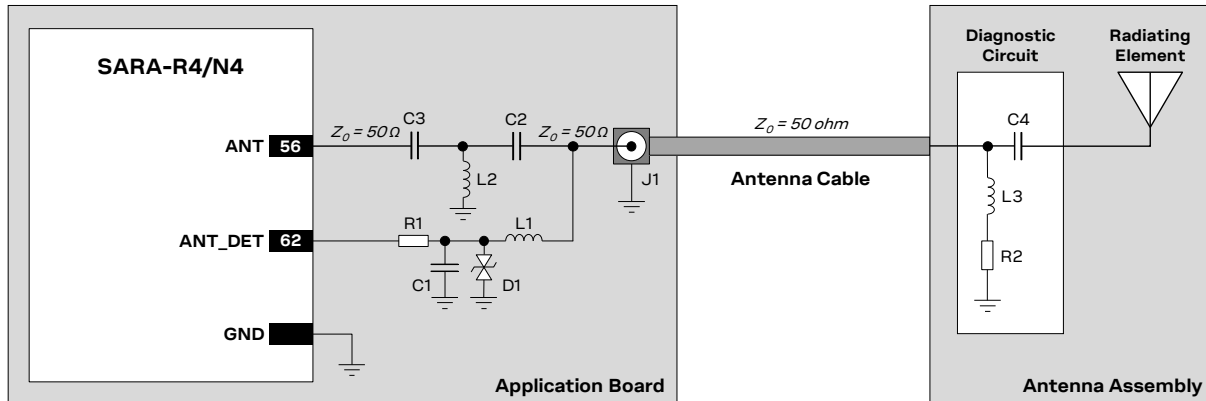 SARA-R4/N4
ANT 56
ANT_DET 62
GND
Z₀ = 50 Ω
C3
C2
Z₀ = 50 Ω
L2
R1
L1
C1
D1
J1
Application Board
Z₀ = 50 ohm
Antenna Cable
Diagnostic
Circuit
Radiating
Element
C4
L3
R2
Antenna Assembly